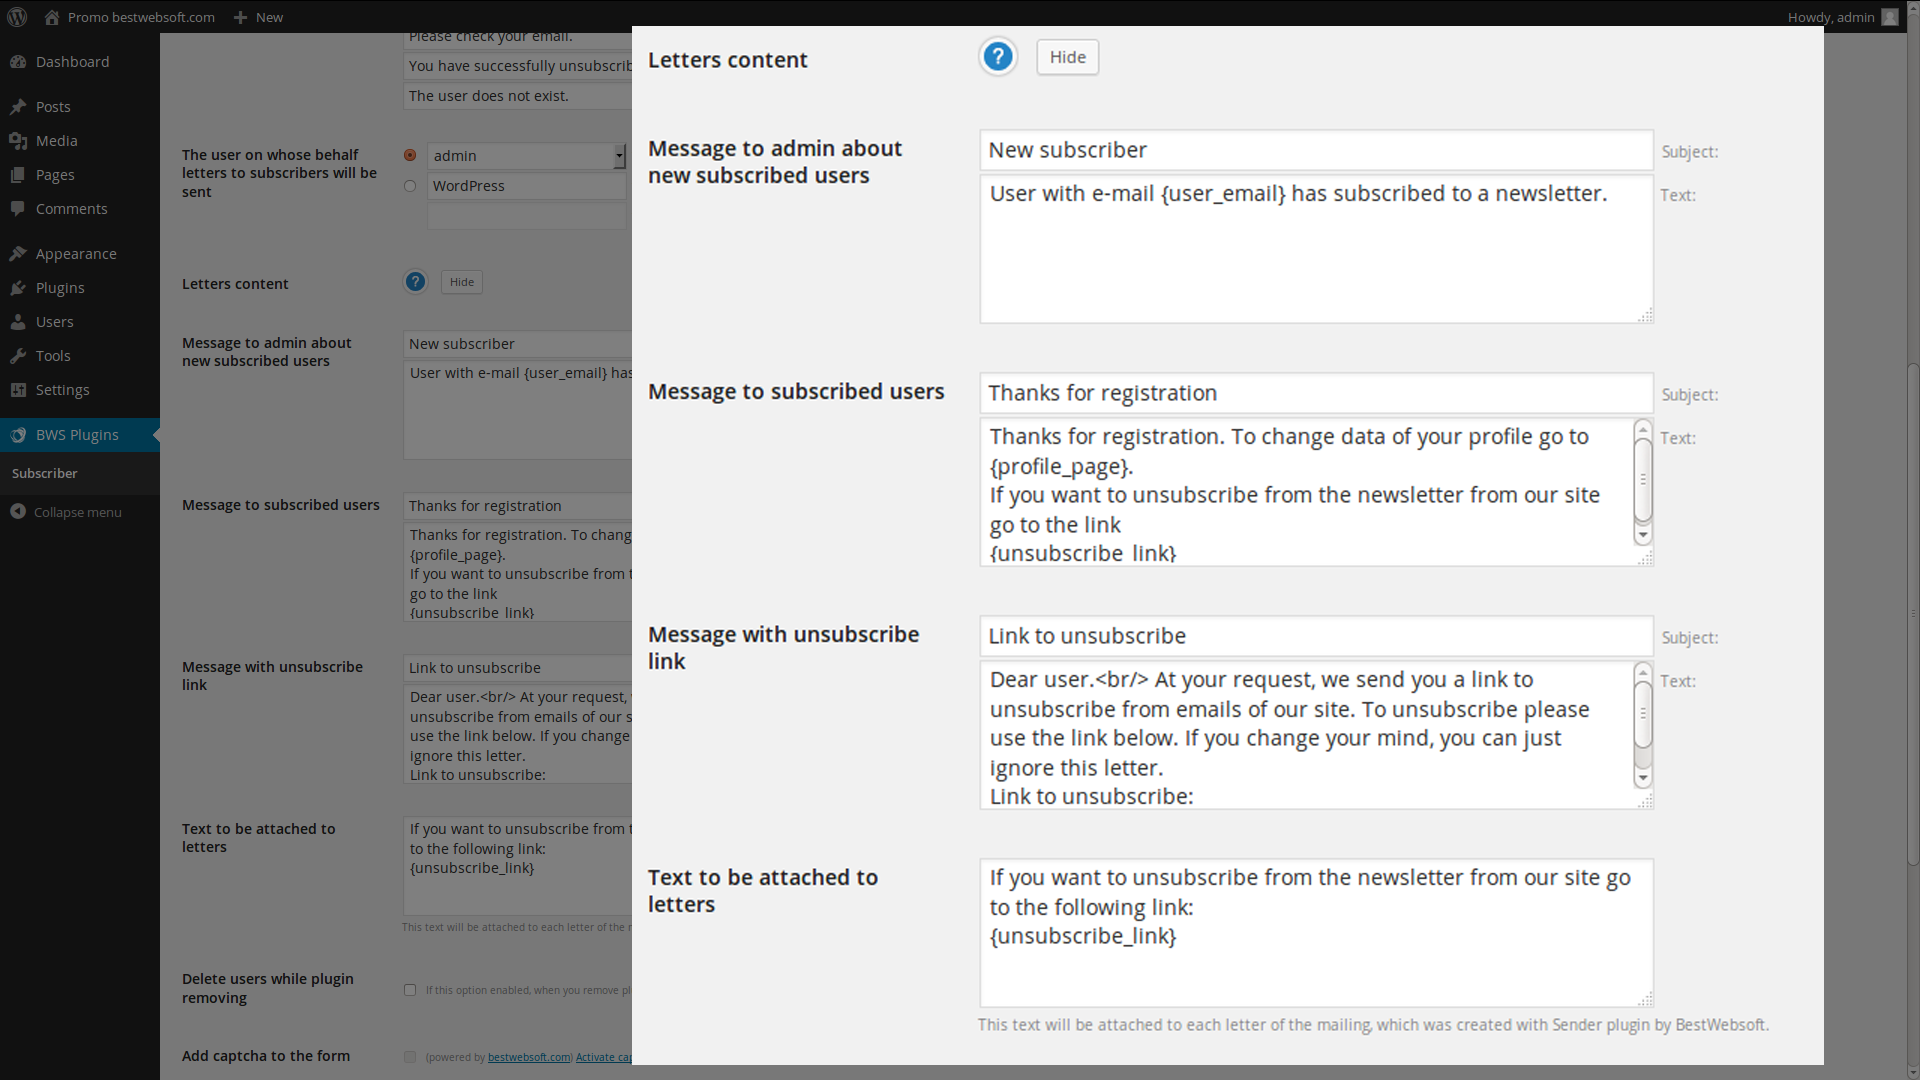 Promo bestwebsoft.com
New
Howdy, admin
Dashboard
Posts
Media
Pages
Comments
Appearance
Plugins
Users
Tools
Settings
BWS Plugins
Subscriber
Collapse menu
Please check your email.
You have successfully unsubscrib
The user does not exist.
The user on whose behalf
letters to subscribers will be
sent
admin
WordPress
Letters content
?
Hide
Message to admin about
new subscribed users
New subscriber
User with e-mail {user_email} has
Message to subscribed users
Thanks for registration
Thanks for registration. To chang
{profile_page}.
If you want to unsubscribe from t
go to the link
{unsubscribe_link}
Message with unsubscribe
link
Link to unsubscribe
Dear user.<br/> At your request,
unsubscribe from emails of our s
use the link below. If you change
ignore this letter.
Link to unsubscribe:
Text to be attached to
letters
If you want to unsubscribe from t
to the following link:
{unsubscribe_link}
This text will be attached to each letter of the
Delete users while plugin
removing
If this option enabled, when you remove pl
Add captcha to the form
(powered by bestwebsoft.com) Activate cap
Letters content
?
Hide
Message to admin about
new subscribed users
New subscriber
Subject:
User with e-mail {user_email} has subscribed to a newsletter.
Text:
Message to subscribed users
Thanks for registration
Subject:
Thanks for registration. To change data of your profile go to
{profile_page}.
If you want to unsubscribe from the newsletter from our site
go to the link
{unsubscribe_link}
Text:
Message with unsubscribe
link
Link to unsubscribe
Subject:
Dear user.<br/> At your request, we send you a link to
unsubscribe from emails of our site. To unsubscribe please
use the link below. If you change your mind, you can just
ignore this letter.
Link to unsubscribe:
Text:
Text to be attached to
letters
If you want to unsubscribe from the newsletter from our site go
to the following link:
{unsubscribe_link}
This text will be attached to each letter of the mailing, which was created with Sender plugin by BestWebsoft.